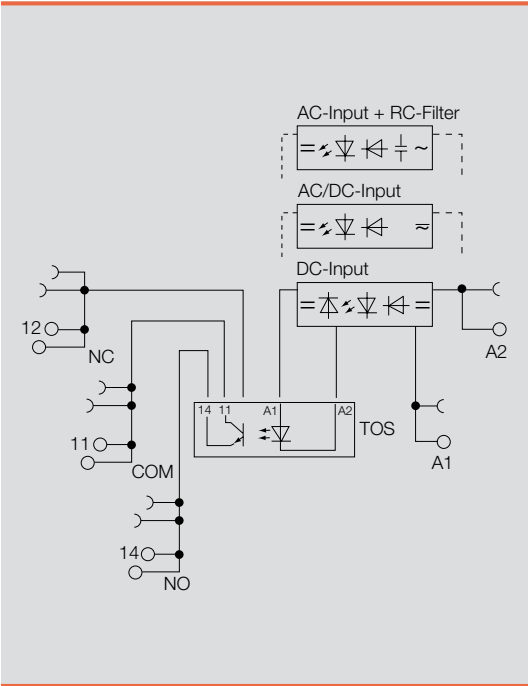 AC-Input + RC-Filter
AC/DC-Input
DC-Input
12
NC
A2
14 11 A1 A2
TOS
11
COM
A1
14
NO